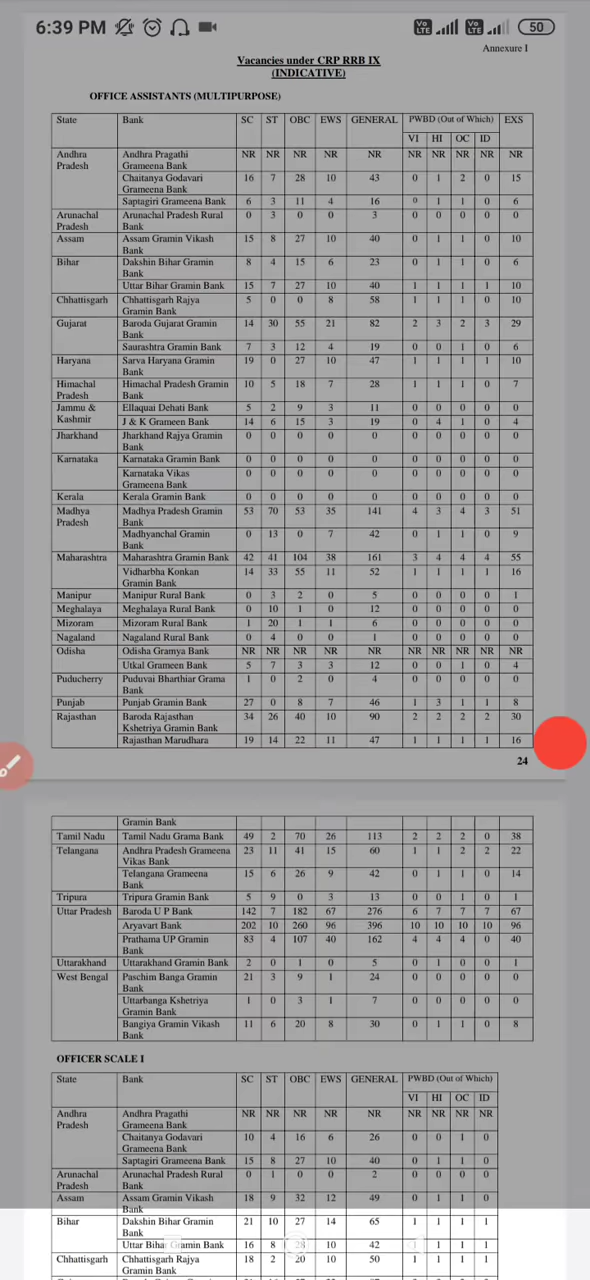 6:39 PM
Vo LTE Vo LTE 50
Annexure I
Vacancies under CRP RRB IX
(INDICATIVE)
OFFICE ASSISTANTS (MULTIPURPOSE)
State Bank SC ST OBC EWS GENERAL PWBD (Out of Which) EXS
VI HI OC ID
Andhra Andhra Pragathi NR NR NR NR NR NR NR NR NR NR
Pradesh Grameena Bank
Chaitanya Godavari 16 7 28 10 43 0 1 2 0 15
Grameena Bank
Saptagiri Grameena Bank 6 3 11 4 16 0 1 1 0 6
Arunachal Arunachal Pradesh Rural 0 3 0 0 3 0 0 0 0 0
Pradesh Bank
Assam Assam Gramin Vikash 15 8 27 10 40 0 1 1 0 10
Bank
Bihar Dakshin Bihar Gramin 8 4 15 6 23 0 1 1 0 6
Bank
Uttar Bihar Gramin Bank 15 7 27 10 40 1 1 1 1 10
Chhattisgarh Chhattisgarh Rajya 5 0 0 8 58 1 1 1 0 10
Gramin Bank
Gujarat Baroda Gujarat Gramin 14 30 55 21 82 2 3 2 3 29
Bank
Saurashtra Gramin Bank 7 3 12 4 19 0 0 1 0 6
Haryana Sarva Haryana Gramin 19 0 27 10 47 1 1 1 1 10
Bank
Himachal Himachal Pradesh Gramin 10 5 18 7 28 1 1 1 0 7
Pradesh Bank
Jammu & Ellaquai Dehati Bank 5 2 9 3 11 0 0 0 0 0
Kashmir J & K Grameen Bank 14 6 15 3 19 0 4 1 0 4
Jharkhand Jharkhand Rajya Gramin 0 0 0 0 0 0 0 0 0 0
Bank
Karnataka Karnataka Gramin Bank 0 0 0 0 0 0 0 0 0 0
Karnataka Vikas 0 0 0 0 0 0 0 0 0 0
Grameena Bank
Kerala Kerala Gramin Bank 0 0 0 0 0 0 0 0 0 0
Madhya Madhya Pradesh Gramin 53 70 53 35 141 4 3 4 3 51
Pradesh Bank
Madhyanchal Gramin 0 13 0 7 42 0 1 1 0 9
Bank
Maharashtra Maharashtra Gramin Bank 42 41 104 38 161 3 4 4 4 55
Vidharbha Konkan 14 33 55 11 52 1 1 1 1 16
Gramin Bank
Manipur Manipur Rural Bank 0 3 2 0 5 0 0 0 0 1
Meghalaya Meghalaya Rural Bank 0 10 1 0 12 0 0 0 0 0
Mizoram Mizoram Rural Bank 1 20 1 1 6 0 0 0 0 0
Nagaland Nagaland Rural Bank 0 4 0 0 1 0 0 0 0 0
Odisha Odisha Gramya Bank NR NR NR NR NR NR NR NR NR NR
Utkal Grameen Bank 5 7 3 3 12 0 0 1 0 4
Puducherry Puduvai Bharthiar Grama 1 0 2 0 4 0 0 0 0 0
Bank
Punjab Punjab Gramin Bank 27 0 8 7 46 1 3 1 1 8
Rajasthan Baroda Rajasthan 34 26 40 10 90 2 2 2 2 30
Kshetriya Gramin Bank
Rajasthan Marudhara 19 14 22 11 47 1 1 1 1 16
24
Gramin Bank
Tamil Nadu Tamil Nadu Grama Bank 49 2 70 26 113 2 2 2 0 38
Telangana Andhra Pradesh Grameena 23 11 41 15 60 1 1 2 2 22
Vikas Bank
Telangana Grameena 15 6 26 9 42 0 1 1 0 14
Bank
Tripura Tripura Gramin Bank 5 9 0 3 13 0 0 1 0 1
Uttar Pradesh Baroda U P Bank 142 7 182 67 276 6 7 7 7 67
Aryavart Bank 202 10 260 96 396 10 10 10 10 96
Prathama UP Gramin 83 4 107 40 162 4 4 4 0 40
Bank
Uttarakhand Uttarakhand Gramin Bank 2 0 1 0 5 0 1 0 0 1
West Bengal Paschim Banga Gramin 21 3 9 1 24 0 0 0 0 0
Bank
Uttarbanga Kshetriya 1 0 3 1 7 0 0 0 0 0
Gramin Bank
Bangiya Gramin Vikash 11 6 20 8 30 0 1 1 0 8
Bank
OFFICER SCALE I
State Bank SC ST OBC EWS GENERAL PWBD (Out of Which)
VI HI OC ID
Andhra Andhra Pragathi NR NR NR NR NR NR NR NR NR
Pradesh Grameena Bank
Chaitanya Godavari 10 4 16 6 26 0 0 1 0
Grameena Bank
Saptagiri Grameena Bank 15 8 27 10 40 0 1 1 0
Arunachal Arunachal Pradesh Rural 0 1 0 0 2 0 0 0 0
Pradesh Bank
Assam Assam Gramin Vikash 18 9 32 12 49 0 1 1 0
Bank
Bihar Dakshin Bihar Gramin 21 10 27 14 65 1 1 1 1
Bank
Uttar Bihar Gramin Bank 16 8 28 10 42 1 1 1 1
Chhattisgarh Chhattisgarh Rajya 18 2 20 10 50 1 1 1 1
Gramin Bank